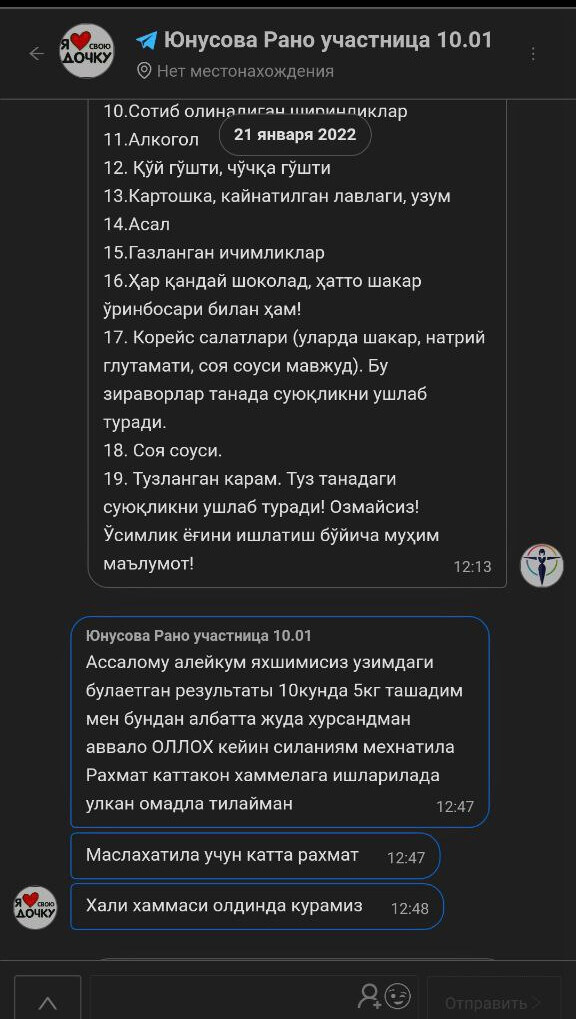 Я СВОЮ
ДОЧКУ
Юнусова Рано участница 10.01
Нет местонахождения
10.Сотиб олинадиган ширинликлар
21 января 2022
11.Алкогол
12. Қўй гўшти, чўчқа гўшти
13.Картошка, кайнатилган лавлаги, узум
14.Асал
15.Газланган ичимликлар
16.Ҳар қандай шоколад, ҳатто шакар
ўринбосари билан ҳам!
17. Корейс салатлари (уларда шакар, натрий
глутамати, соя соуси мавжуд). Бу
зираворлар танада суюқликни ушлаб
туради.
18. Соя соуси.
19. Тузланган карам. Туз танадаги
суюқликни ушлаб туради! Озмайсиз!
Ўсимлик ёғини ишлатиш бўйича муҳим
маълумот!
12:13
Юнусова Рано участница 10.01
Ассалому алейкум яхшимисиз узимдаги
булаетган результаты 10кунда 5кг ташадим
мен бундан албатта жуда хурсандман
аввало ОЛЛОХ кейин силаниям мехнатила
Рахмат каттакон хаммелага ишларилада
улкан омадла тилайман
12:47
Маслахатила учун катта рахмат 12:47
Хали хаммаси олдинда курамиз 12:48
Я СВОЮ
ДОЧКУ
Отправить